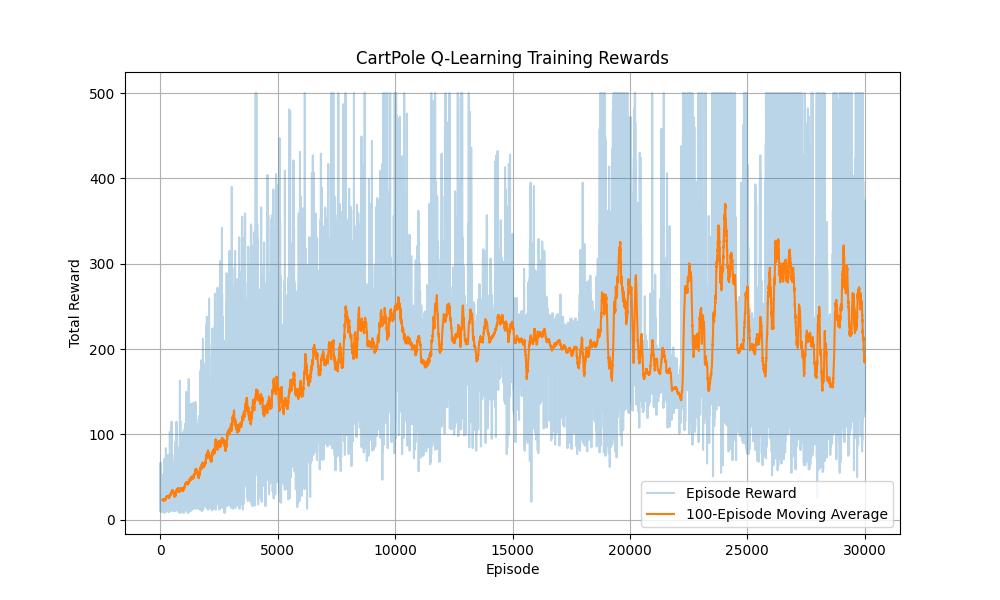 CartPole Q-Learning Training Rewards
500
400
300
200
100
0
Total Reward
0 5000 10000 15000 20000 25000 30000
Episode
Episode Reward
100-Episode Moving Average